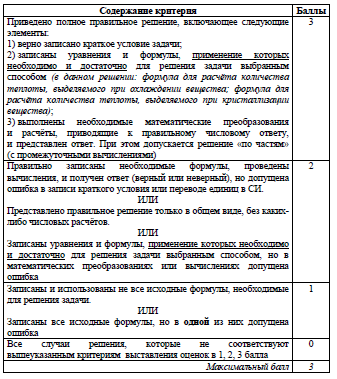 Содержание критерия Баллы
Приведено полное правильное решение, включающее следующие 3
элементы:
1) верно записано краткое условие задачи;
2) записаны уравнения и формулы, применение которых
необходимо и достаточно для решения задачи выбранным
способом (в данном решении: формула для расчёта количества
теплоты, выделяемого при охлаждении вещества; формула для
расчёта количества теплоты, выделяемого при кристаллизации
вещества);
3) выполнены необходимые математические преобразования
и расчёты, приводящие к правильному числовому ответу,
и представлен ответ. При этом допускается решение «по частям»
(с промежуточными вычислениями)
Правильно записаны необходимые формулы, проведены 2
вычисления, и получен ответ (верный или неверный), но допущена
ошибка в записи краткого условия или переводе единиц в СИ.
ИЛИ
Представлено правильное решение только в общем виде, без каких-
либо числовых расчётов.
ИЛИ
Записаны уравнения и формулы, применение которых необходимо
и достаточно для решения задачи выбранным способом, но в
математических преобразованиях или вычислениях допущена
ошибка
Записаны и использованы не все исходные формулы, необходимые 1
для решения задачи.
ИЛИ
Записаны все исходные формулы, но в одной из них допущена
ошибка
Все случаи решения, которые не соответствуют 0
вышеуказанным критериям выставления оценок в 1, 2, 3 балла
Максимальный балл 3